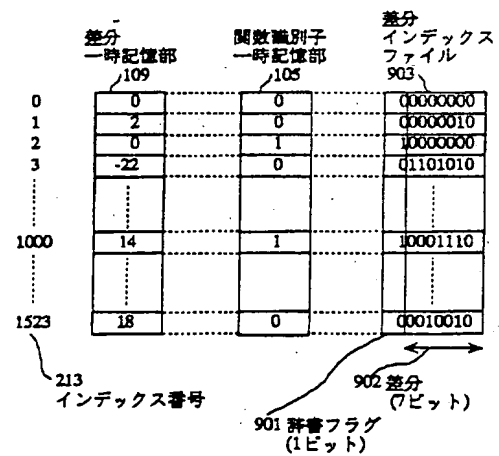 差分
一時記憶部
109
関数識別子
一時記憶部
105
差分
インデックス
ファイル
903
0 0 0 00000000
1 2 0 00000010
2 0 1 10000000
3 -22 0 01101010
1000 14 1 10001110
1523 18 0 00010010
213
インデックス番号
902 差分
(7ビット)
901 辞書フラグ
(1ビット)